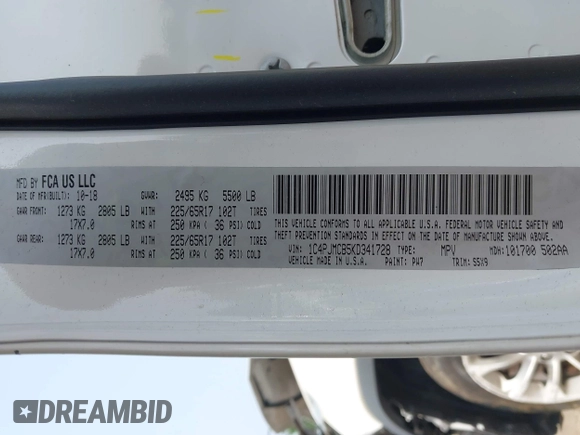 MFD BY FCA US LLC
DATE OF MFR(BUILT): 10-18 GVWR: 2495 KG 5500 LB
GAWR FRONT: 1273 KG 2805 LB WITH 225/65R17 102T TIRES
17X7.0 RIMS AT 250 KPA ( 36 PSI) COLD
GAWR REAR: 1273 KG 2805 LB WITH 225/65R17 102T TIRES
17X7.0 RIMS AT 250 KPA ( 36 PSI) COLD
THIS VEHICLE CONFORMS TO ALL APPLICABLE U.S.A. FEDERAL MOTOR VEHICLE SAFETY AND
THEFT PREVENTION STANDARDS IN EFFECT ON THE DATE OF MANUFACTURE SHOWN ABOVE.
VIN: 1C4PJMCB5KD341728 TYPE: MPV MDH: 101700 502AA
VEHICLE MADE IN U.S.A. PAINT: PW7 TRIM: S5X9
DREAMBID